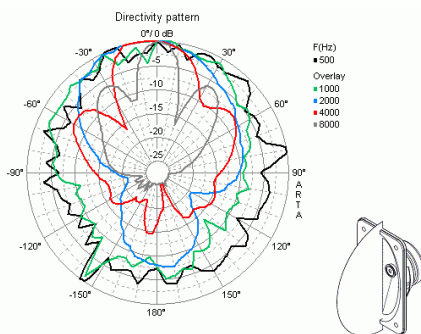 Directivity pattern
0°/ 0 dB
-30°
30°
-5
-10
-15
-20
-25
-60°
60°
-90°
90°
-120°
120°
-150°
150°
180°
F(Hz)
500
Overlay
1000
2000
4000
8000
A
R
T
A